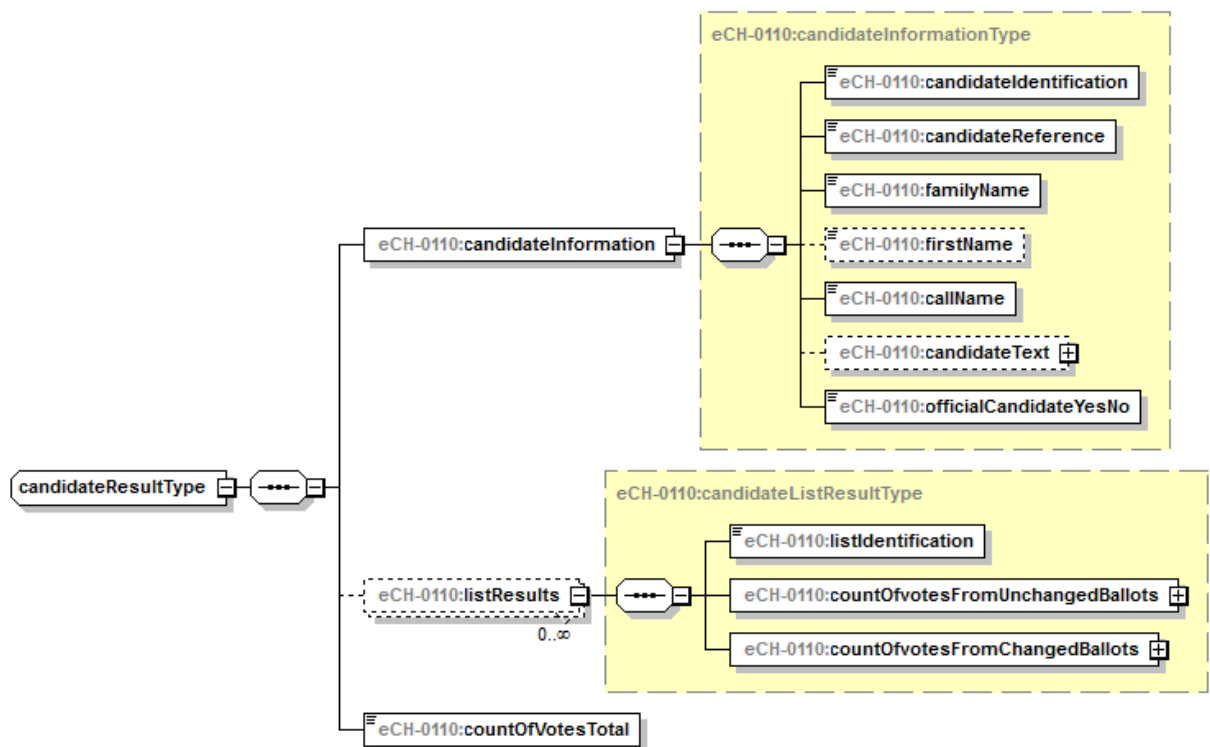 eCH-0110:candidateInformationType
eCH-0110:candidateIdentification
eCH-0110:candidateReference
eCH-0110:familyName
eCH-0110:candidateInformation
eCH-0110:firstName
eCH-0110:callName
eCH-0110:candidateText
eCH-0110:officialCandidateYesNo
candidateResultType
eCH-0110:candidateListResultType
eCH-0110:listIdentification
eCH-0110:listResults
0..∞
eCH-0110:countOfvotesFromUnchangedBallots
eCH-0110:countOfvotesFromChangedBallots
eCH-0110:countOfVotesTotal